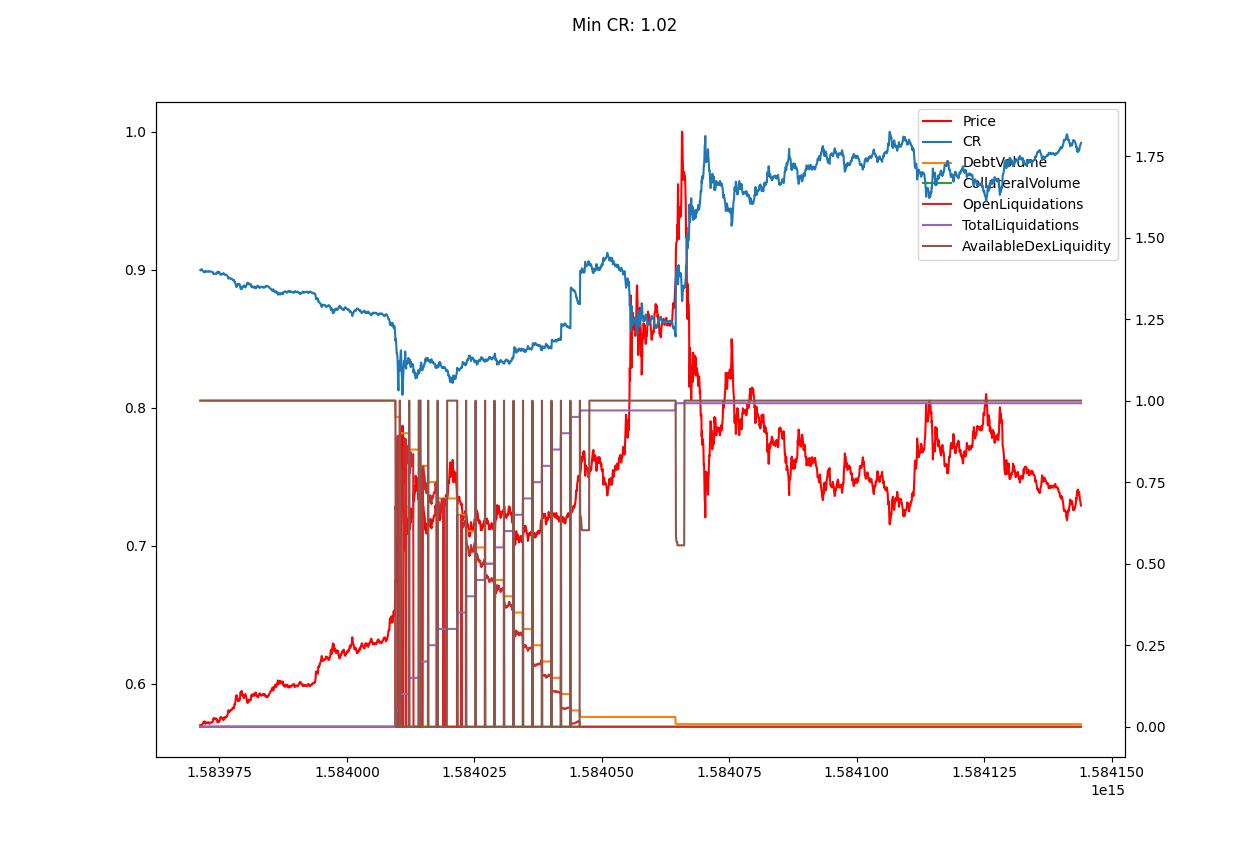 Min CR: 1.02
1.0
0.9
0.8
0.7
0.6
Price
CR
DebtVolume
CollateralVolume
OpenLiquidations
TotalLiquidations
AvailableDexLiquidity
1.75
1.50
1.25
1.00
0.75
0.50
0.25
0.00
1.583975 1.584000 1.584025 1.584050 1.584075 1.584100 1.584125 1.584150
1e15